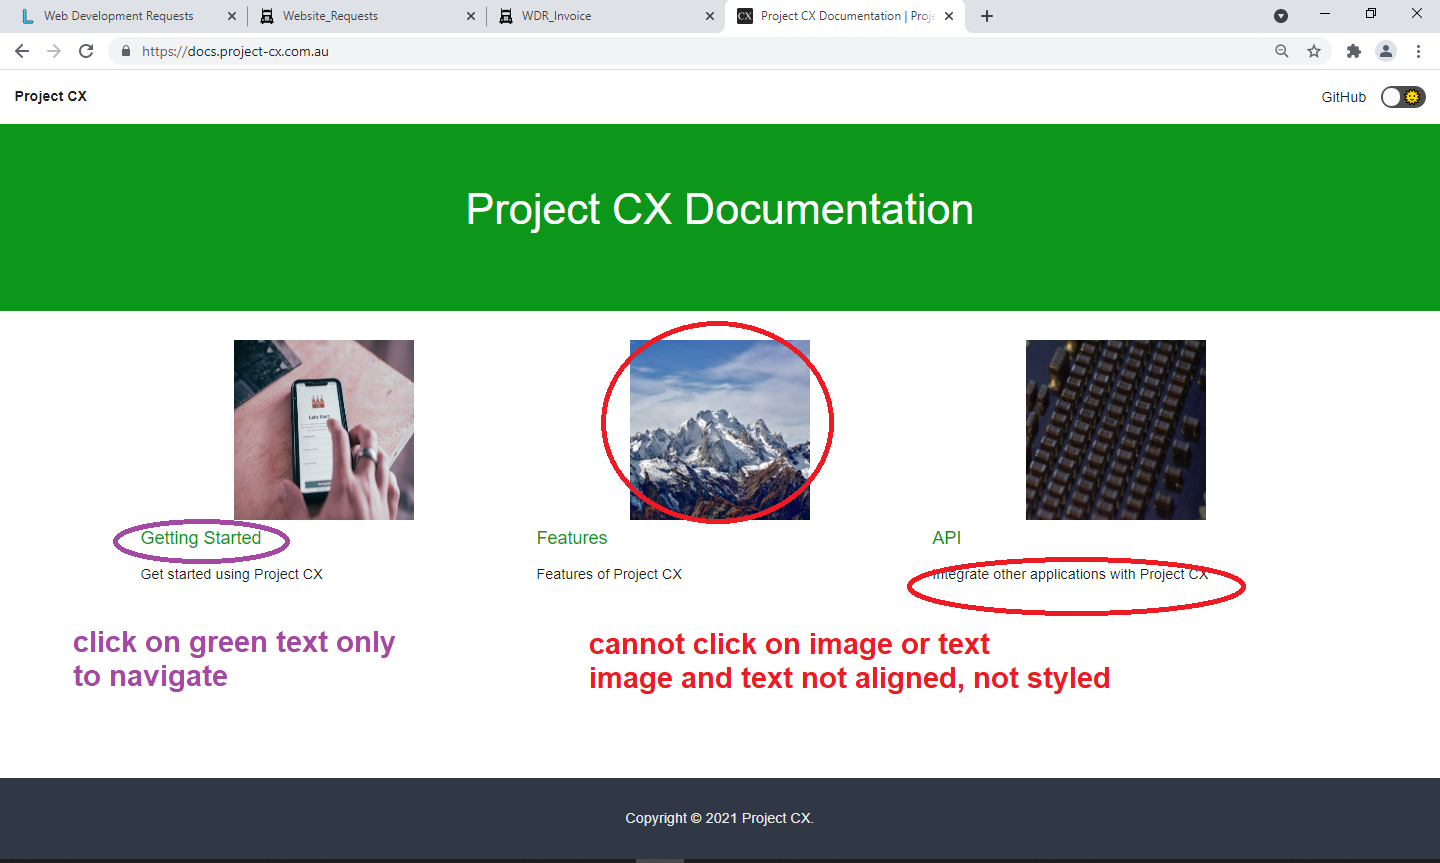 Web Development Requests
Website_Requests
WDR_Invoice
Project CX Documentation | Proje
https://docs.project-cx.com.au
Project CX
GitHub
Project CX Documentation
Let's Start
Getting Started
Features
API
Get started using Project CX
Features of Project CX
Integrate other applications with Project CX
click on green text only
to navigate
cannot click on image or text
image and text not aligned, not styled
Copyright © 2021 Project CX.